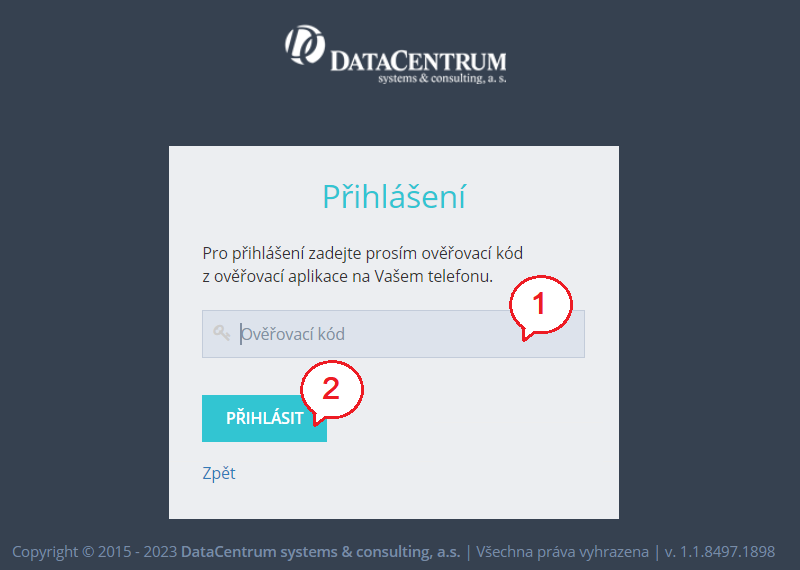 DATACENTRUM
systems & consulting, a. s.
Přihlášení
Pro přihlášení zadejte prosím ověřovací kód
z ověřovací aplikace na Vašem telefonu.
1
Ověřovací kód
2
PŘIHLÁSIT
Zpět
Copyright © 2015 - 2023 DataCentrum systems & consulting, a.s. | Všechna práva vyhrazena | v. 1.1.8497.1898